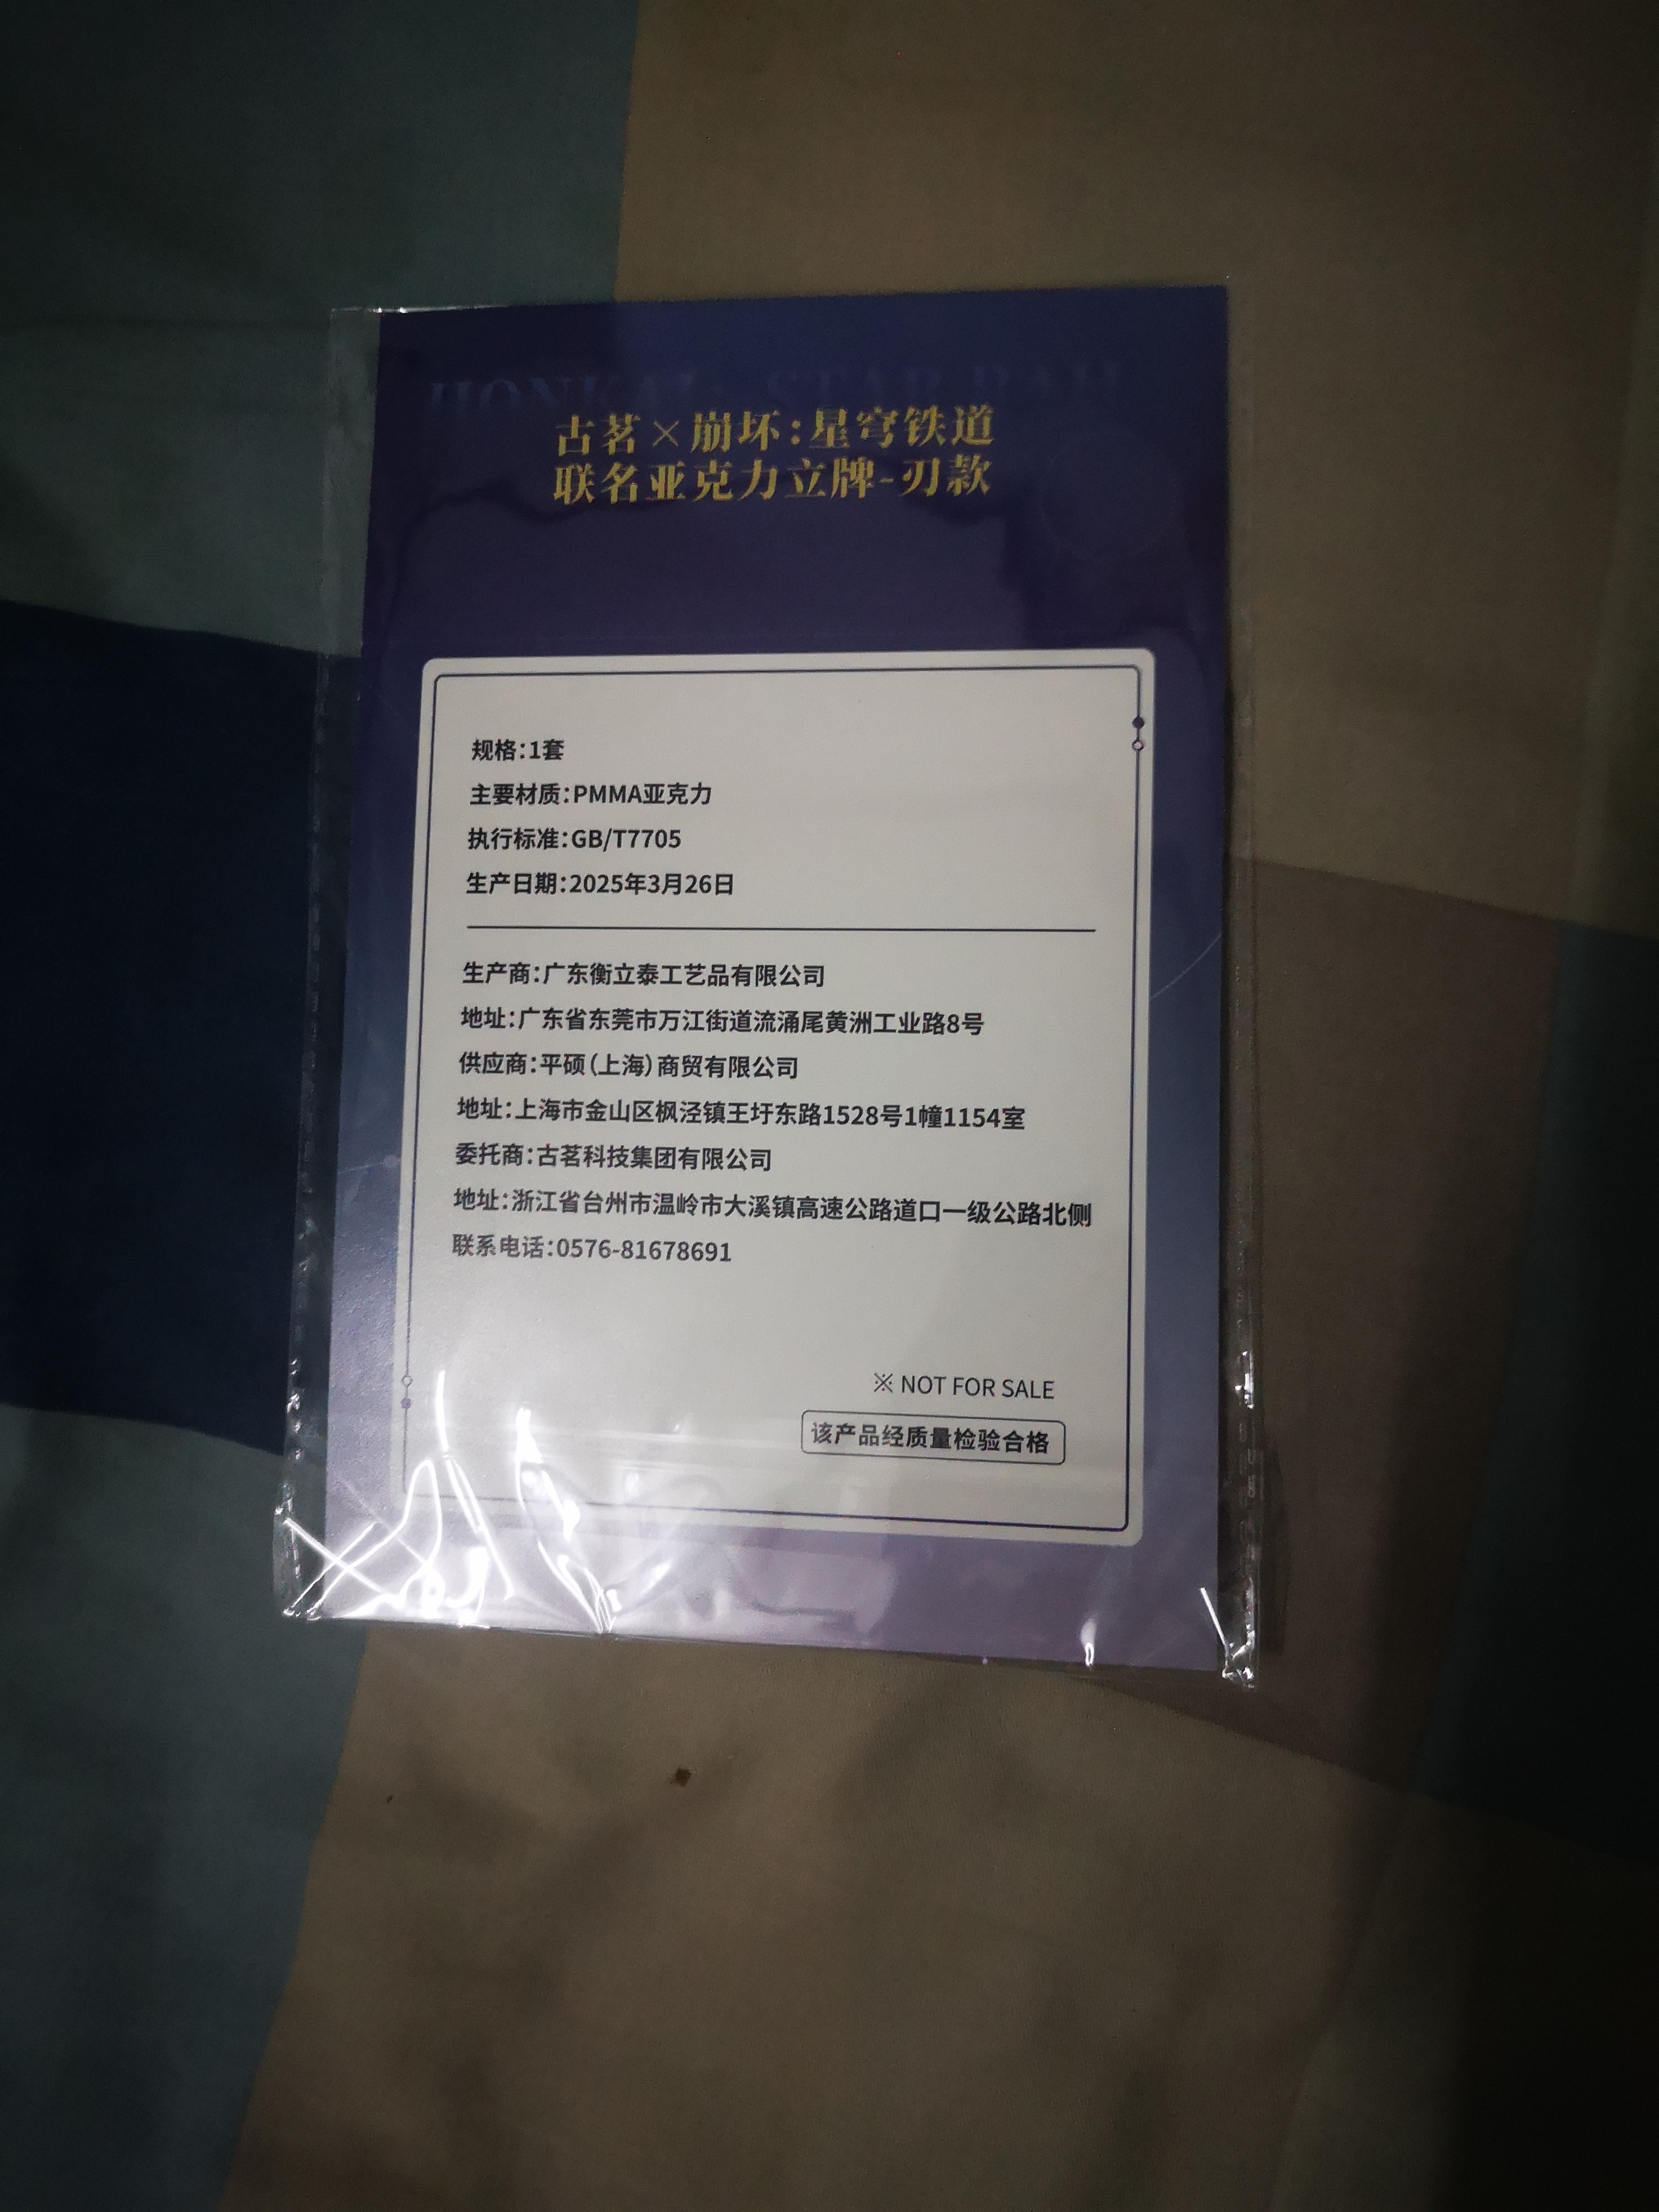 HONKAI: STAR RAIL
古茗×崩坏:星穹铁道
联名亚克力立牌-刃款
规格:1套
主要材质:PMMA亚克力
执行标准:GB/T7705
生产日期:2025年3月26日
生产商:广东衡立泰工艺品有限公司
地址:广东省东莞市万江街道流涌尾黄洲工业路8号
供应商:平硕(上海)商贸有限公司
地址:上海市金山区枫泾镇王圩东路1528号1幢1154室
委托商:古茗科技集团有限公司
地址:浙江省台州市温岭市大溪镇高速公路道口一级公路北侧
联系电话:0576-81678691
※ NOT FOR SALE
该产品经质量检验合格